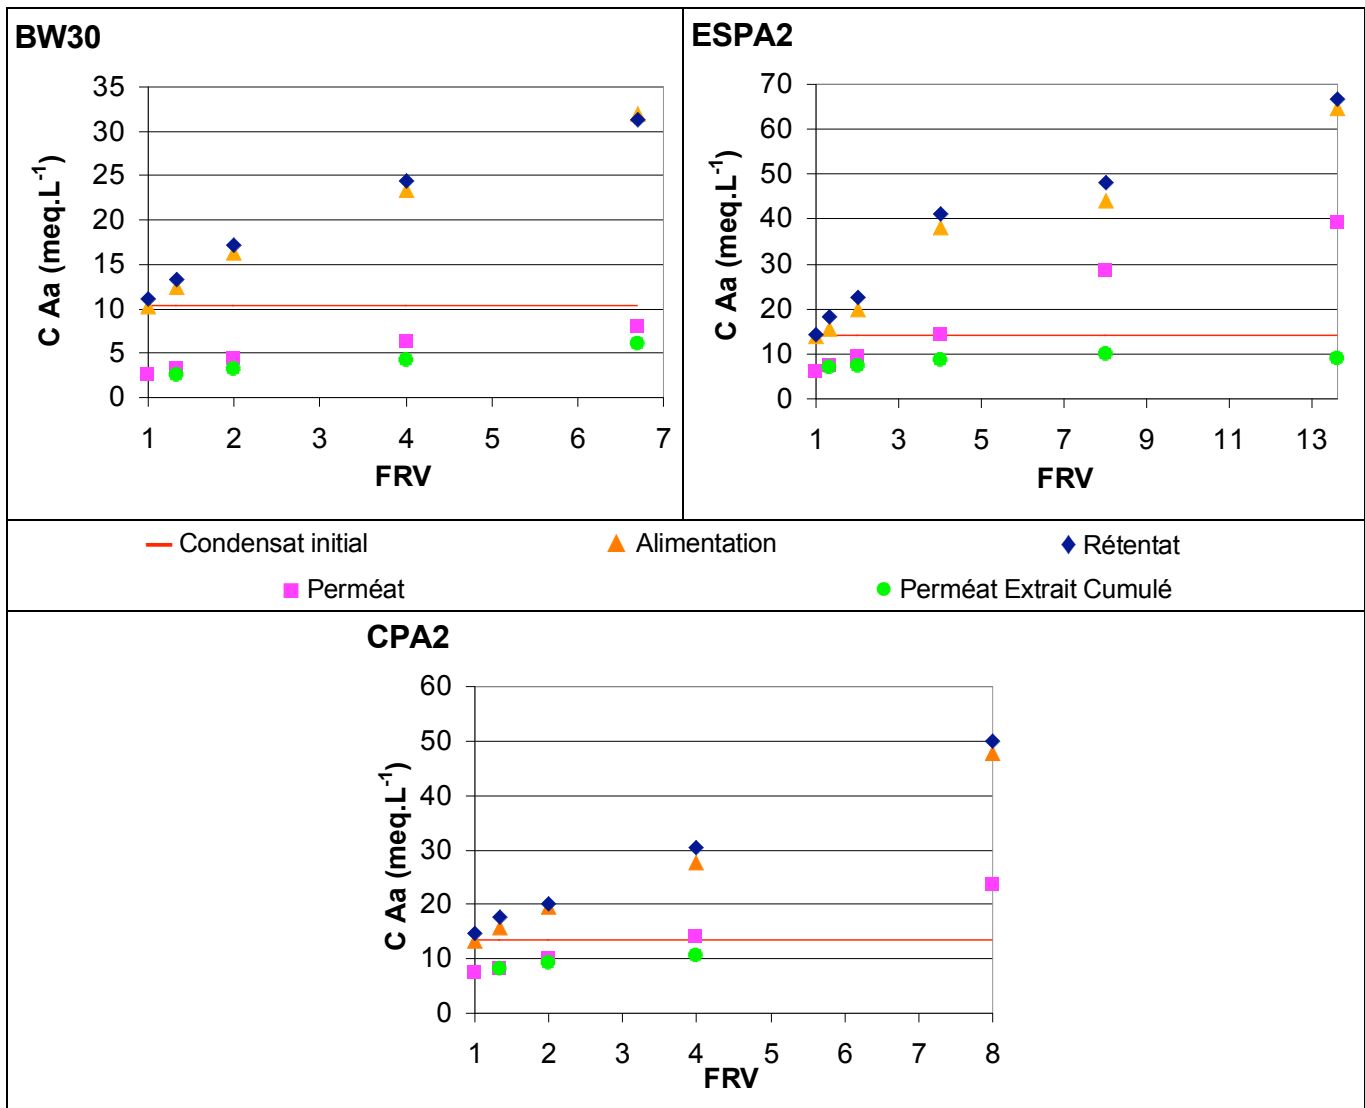 BW30
C Aa (meq.L-1)
35
30
25
20
15
10
5
0
1 2 3 4 5 6 7
FRV
ESPA2
C Aa (meq.L-1)
70
60
50
40
30
20
10
0
1 3 5 7 9 11 13
FRV
Condensat initial Alimentation Rétentat
Perméat Perméat Extrait Cumulé
CPA2
C Aa (meq.L-1)
60
50
40
30
20
10
0
1 2 3 4 5 6 7 8
FRV